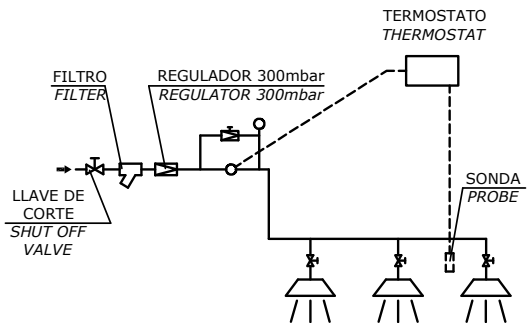 TERMOSTATO
THERMOSTAT
FILTRO
FILTER
REGULADOR 300mbar
REGULATOR 300mbar
LLAVE DE
CORTE
SHUT OFF
VALVE
SONDA
PROBE